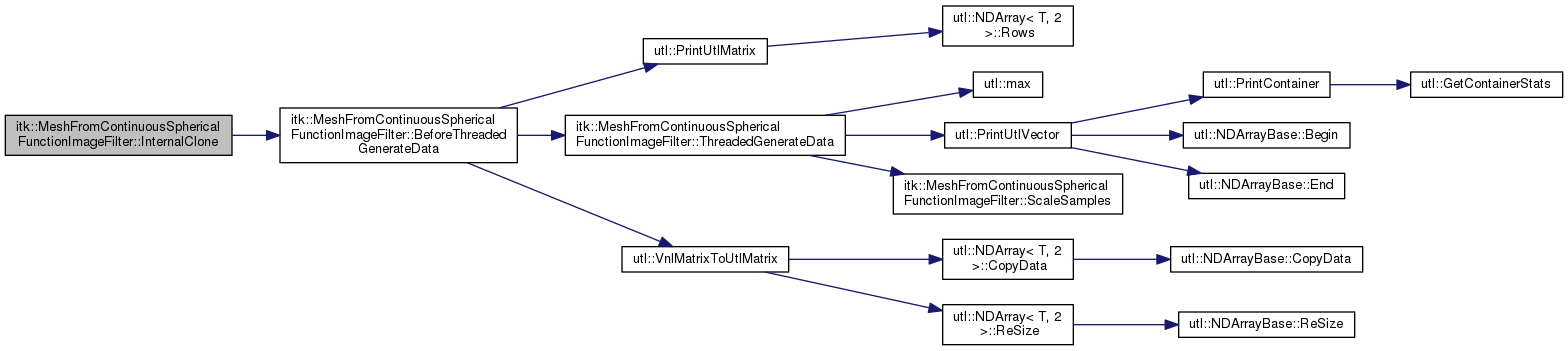 itk::MeshFromContinuousSpherical
FunctionImageFilter::InternalClone
itk::MeshFromContinuousSpherical
FunctionImageFilter::BeforeThreaded
GenerateData
utl::PrintUtlMatrix
utl::NDArray< T, 2
>::Rows
itk::MeshFromContinuousSpherical
FunctionImageFilter::ThreadedGenerateData
utl::max
utl::PrintUtlVector
utl::PrintContainer
utl::GetContainerStats
utl::NDArrayBase::Begin
utl::NDArrayBase::End
itk::MeshFromContinuousSpherical
FunctionImageFilter::ScaleSamples
utl::VnlMatrixToUtlMatrix
utl::NDArray< T, 2
>::CopyData
utl::NDArrayBase::CopyData
utl::NDArray< T, 2
>::ReSize
utl::NDArrayBase::ReSize